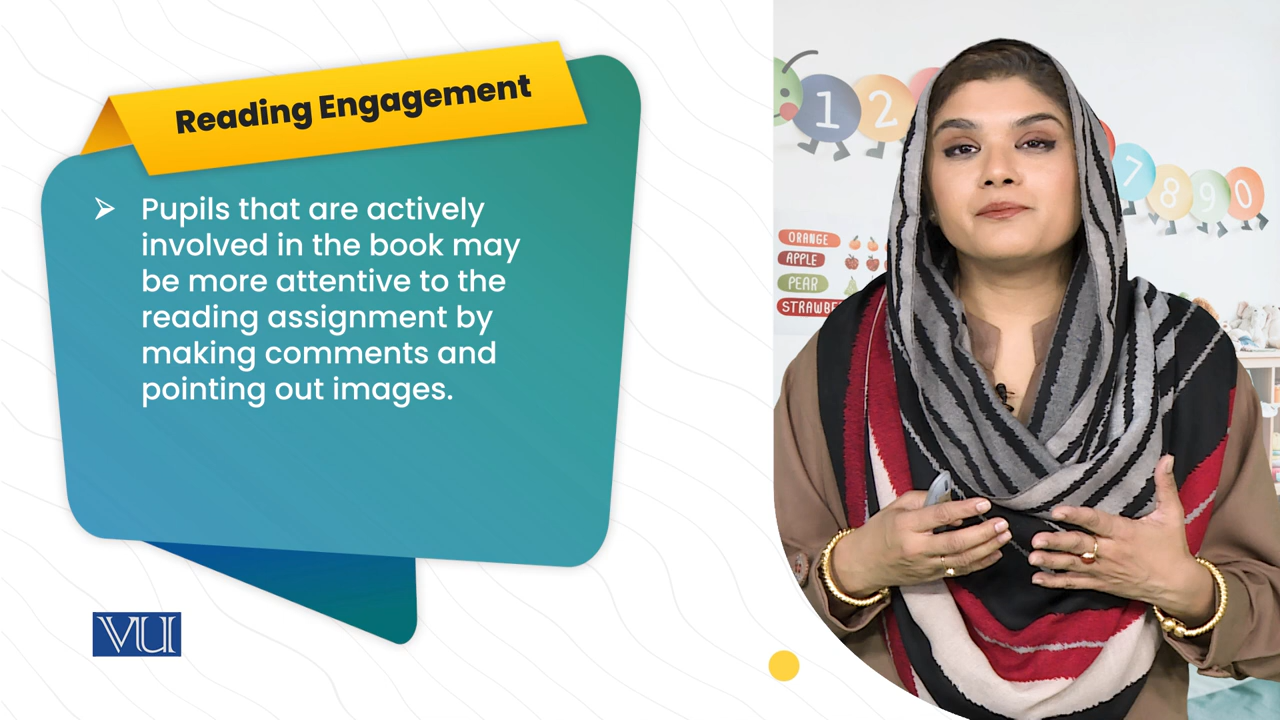 Reading Engagement
Pupils that are actively
involved in the book may
be more attentive to the
reading assignment by
making comments and
pointing out images.
VU
1 2
7 8 9 0
ORANGE
APPLE
PEAR